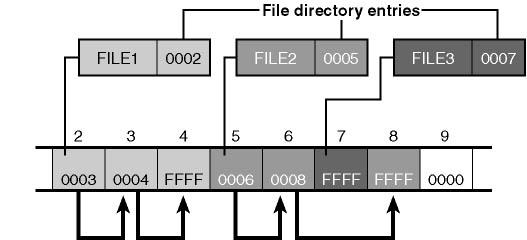 File directory entries
FILE1 0002 FILE2 0005 FILE3 0007
2 3 4 5 6 7 8 9
0003 0004 FFFF 0006 0008 FFFF FFFF 0000